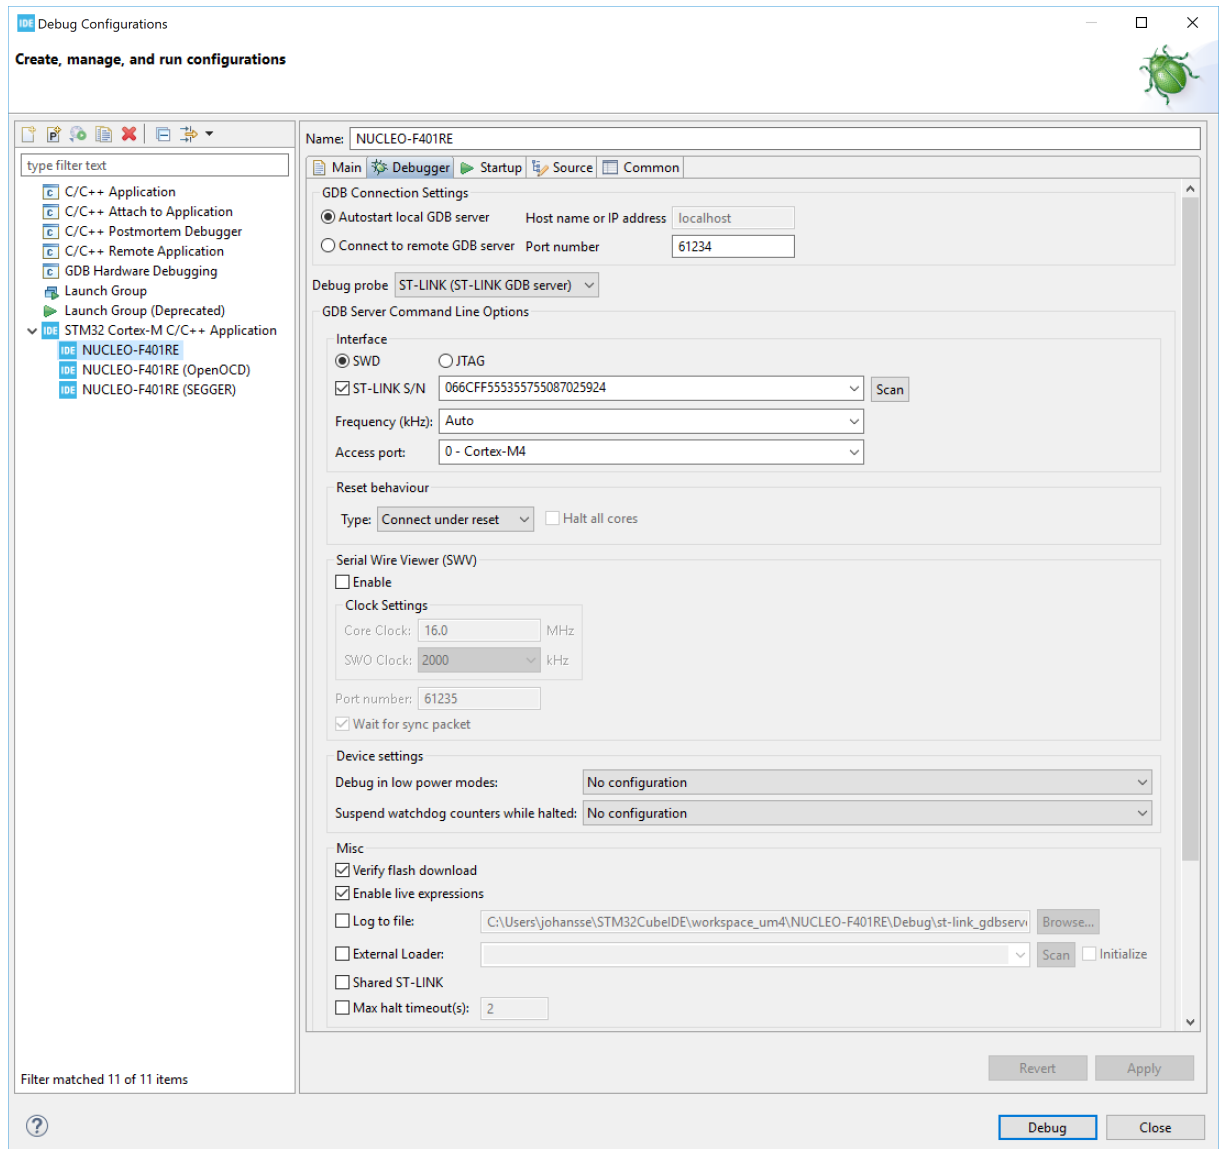 IDE Debug Configurations
Create, manage, and run configurations
type filter text
C/C++ Application
C/C++ Attach to Application
C/C++ Postmortem Debugger
C/C++ Remote Application
GDB Hardware Debugging
Launch Group
Launch Group (Deprecated)
IDE STM32 Cortex-M C/C++ Application
IDE NUCLEO-F401RE
IDE NUCLEO-F401RE (OpenOCD)
IDE NUCLEO-F401RE (SEGGER)
Filter matched 11 of 11 items
Name: NUCLEO-F401RE
Main Debugger Startup Source Common
GDB Connection Settings
Autostart local GDB server Host name or IP address localhost
Connect to remote GDB server Port number 61234
Debug probe ST-LINK (ST-LINK GDB server)
GDB Server Command Line Options
Interface
SWD JTAG
ST-LINK S/N 066CFF555355755087025924 Scan
Frequency (kHz): Auto
Access port: 0 - Cortex-M4
Reset behaviour
Type: Connect under reset Halt all cores
Serial Wire Viewer (SWV)
Enable
Clock Settings
Core Clock: 16.0 MHz
SWO Clock: 2000 kHz
Port number: 61235
Wait for sync packet
Device settings
Debug in low power modes: No configuration
Suspend watchdog counters while halted: No configuration
Misc
Verify flash download
Enable live expressions
Log to file: C:\Users\johansse\STM32CubeIDE\workspace_um4\NUCLEO-F401RE\Debug\st-link_gdbserv Browse...
External Loader: Scan Initialize
Shared ST-LINK
Max halt timeout(s): 2
Revert Apply
? Debug Close